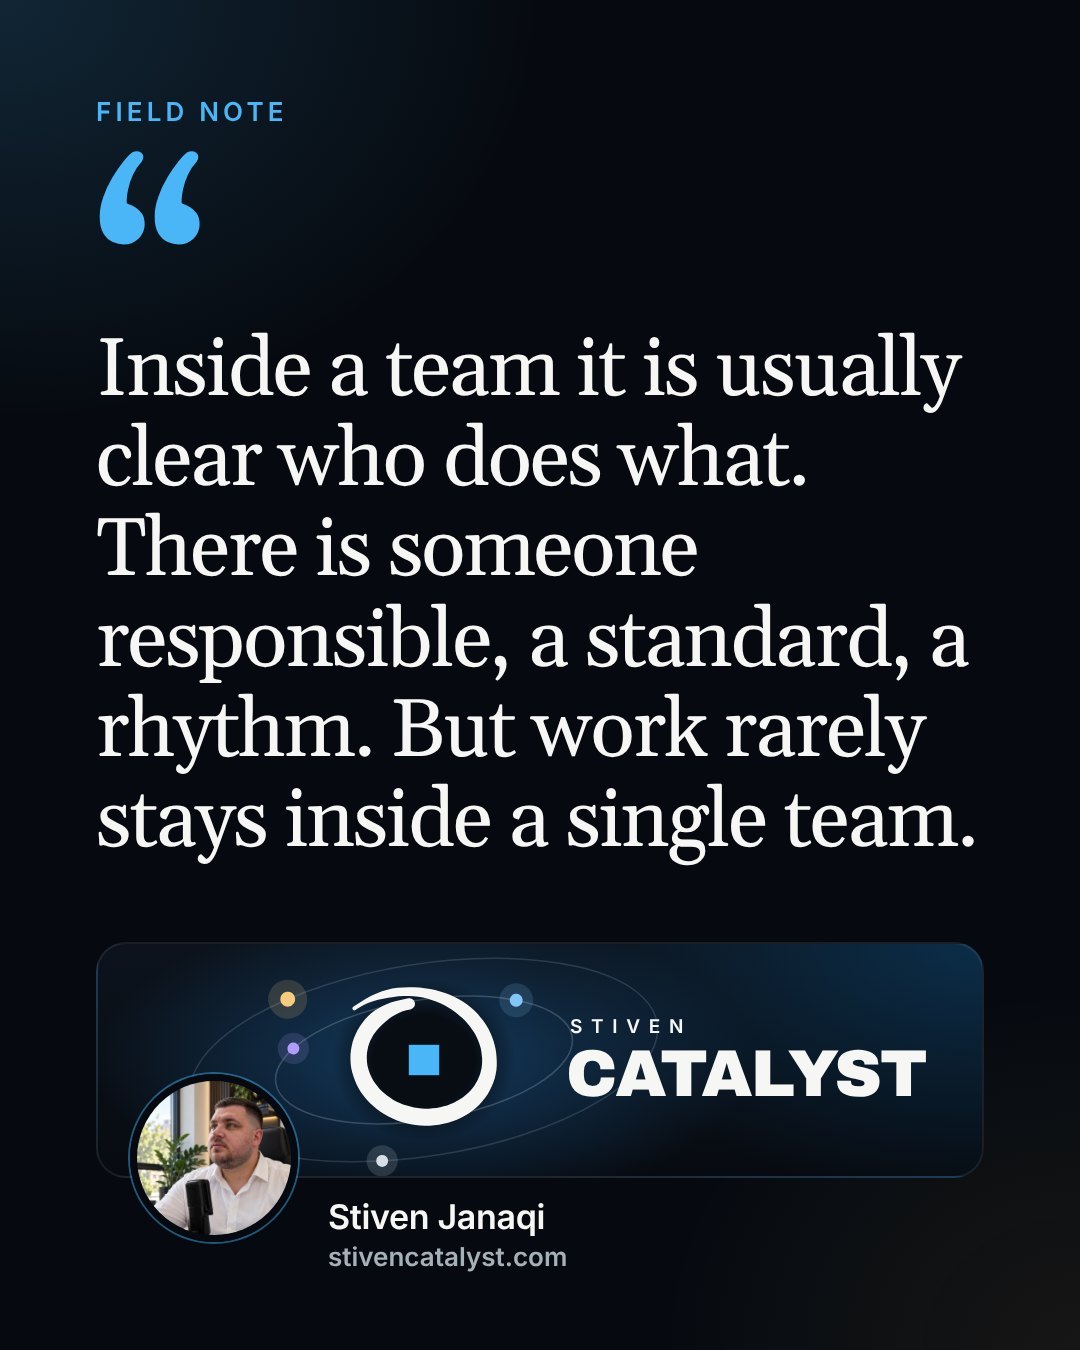 FIELD NOTE
“
Inside a team it is usually
clear who does what.
There is someone
responsible, a standard, a
rhythm. But work rarely
stays inside a single team.
STIVEN
CATALYST
Stiven Janaqi
stivencatalyst.com